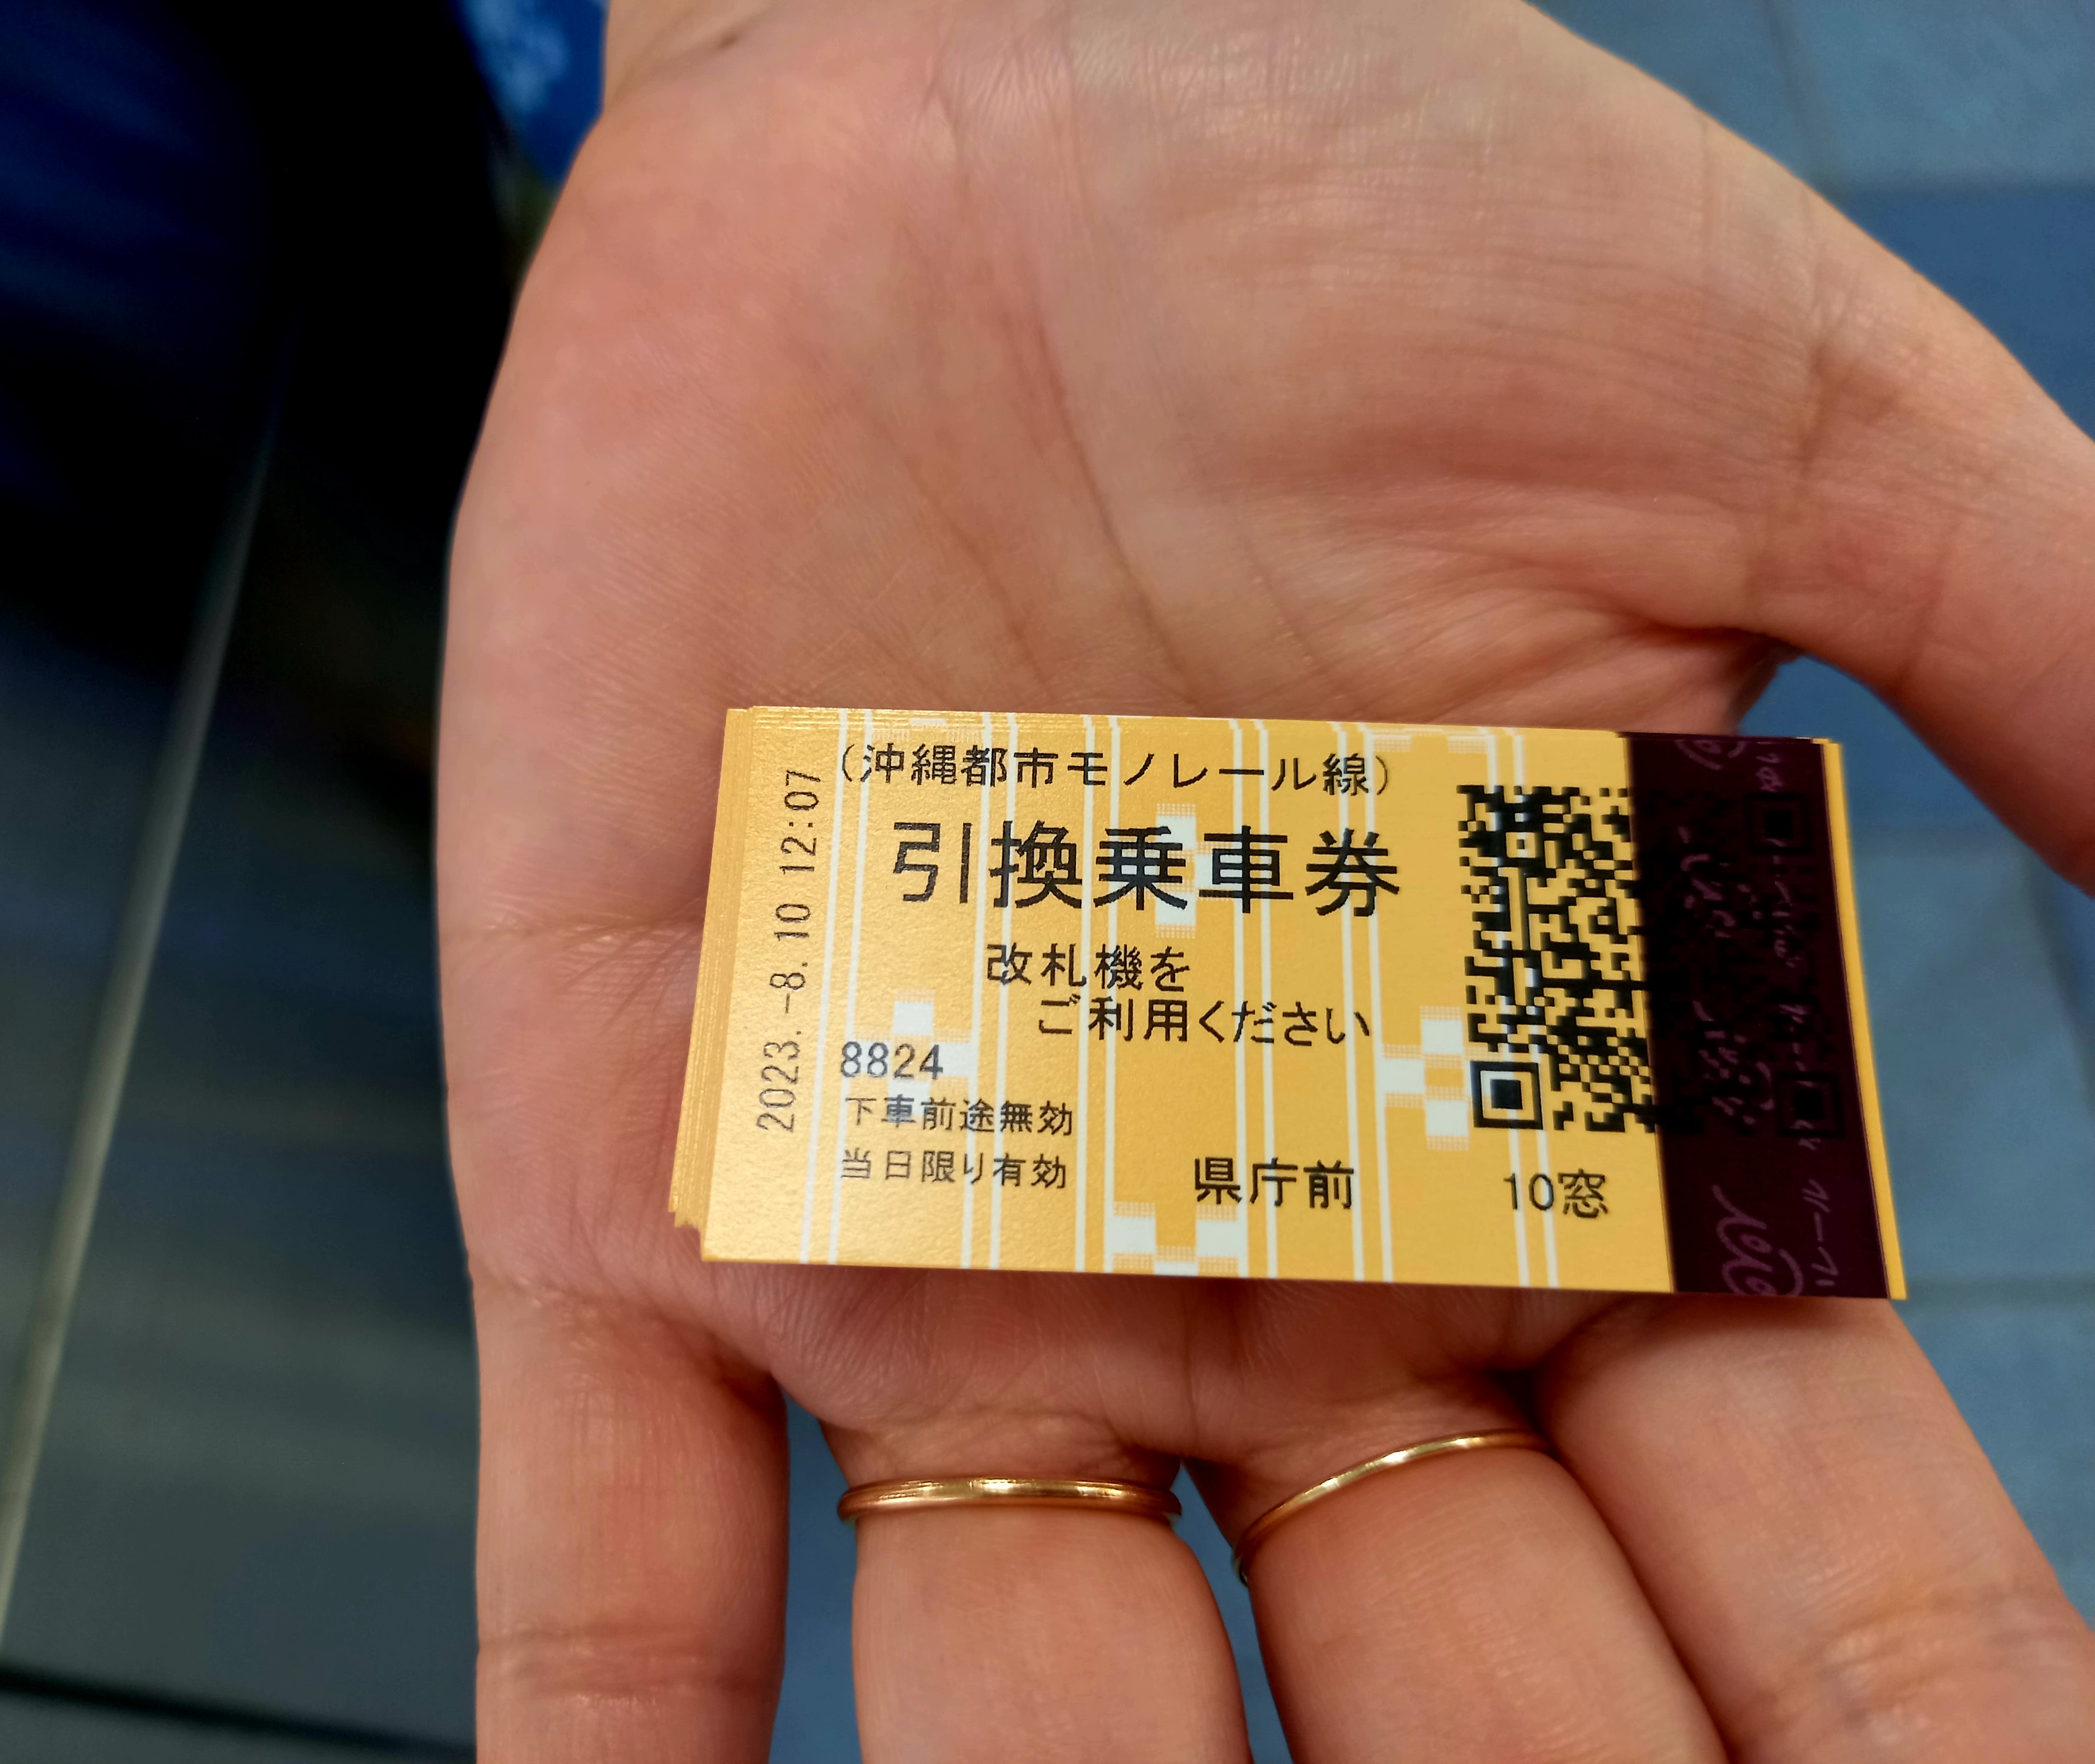 (沖縄都市モノレール線)
引換乗車券
改札機を
ご利用ください
8824
下車前途無効
当日限り有効
県庁前
10窓
2023.-8.10 12:07